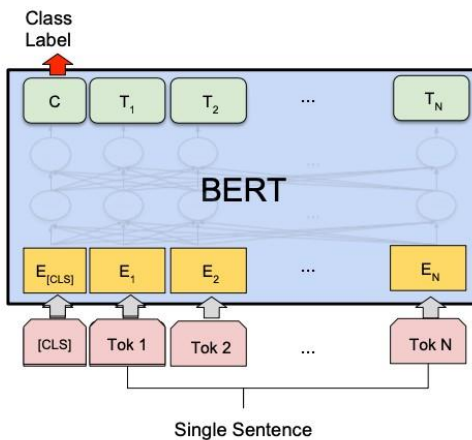 Class
Label
C T1 T2 ... TN
...
BERT
...
E[CLS] E1 E2 ... EN
[CLS] Tok 1 Tok 2 ... Tok N
Single Sentence